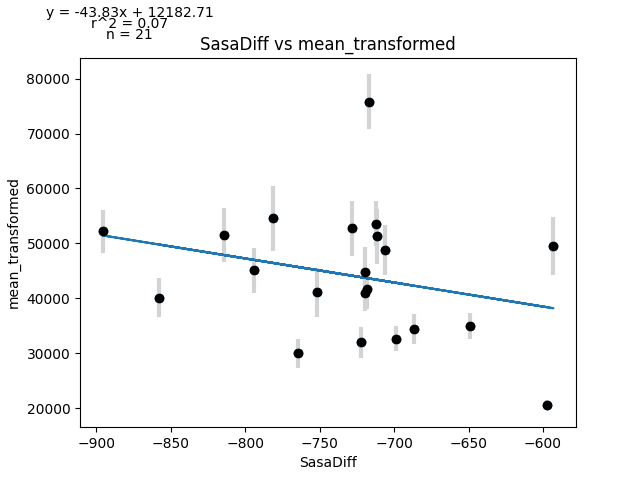 y = -43.83x + 12182.71
r^2 = 0.07
n = 21
SasaDiff vs mean_transformed
80000
70000
60000
50000
40000
30000
20000
mean_transformed
−900
−850
−800
−750
−700
−650
−600
SasaDiff